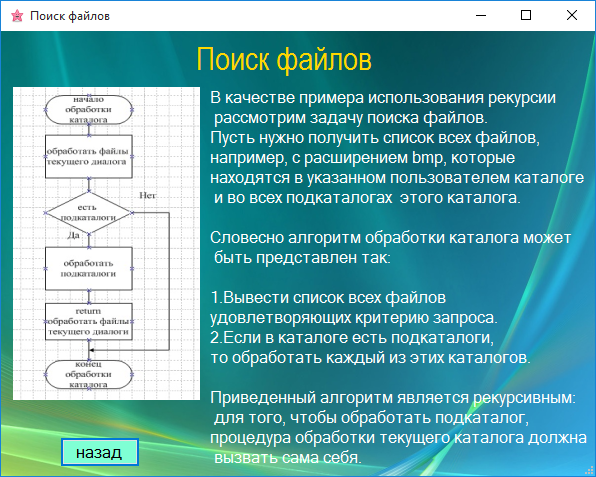 Поиск файлов
Поиск файлов
начало
обработки
каталога
обработать файлы
текущего диалога
есть
подкаталоги
Нет
Да
обработать
подкаталоги
return
обработать файлы
текущего диалоги
конец
обработки
каталога
В качестве примера использования рекурсии
рассмотрим задачу поиска файлов.
Пусть нужно получить список всех файлов,
например, с расширением bmp, которые
находятся в указанном пользователем каталоге
и во всех подкаталогах этого каталога.
Словесно алгоритм обработки каталога может
быть представлен так:
1.Вывести список всех файлов
удовлетворяющих критерию запроса.
2.Если в каталоге есть подкаталоги,
то обработать каждый из этих каталогов.
Приведенный алгоритм является рекурсивным:
для того, чтобы обработать подкаталог,
процедура обработки текущего каталога должна
вызвать сама себя.
назад